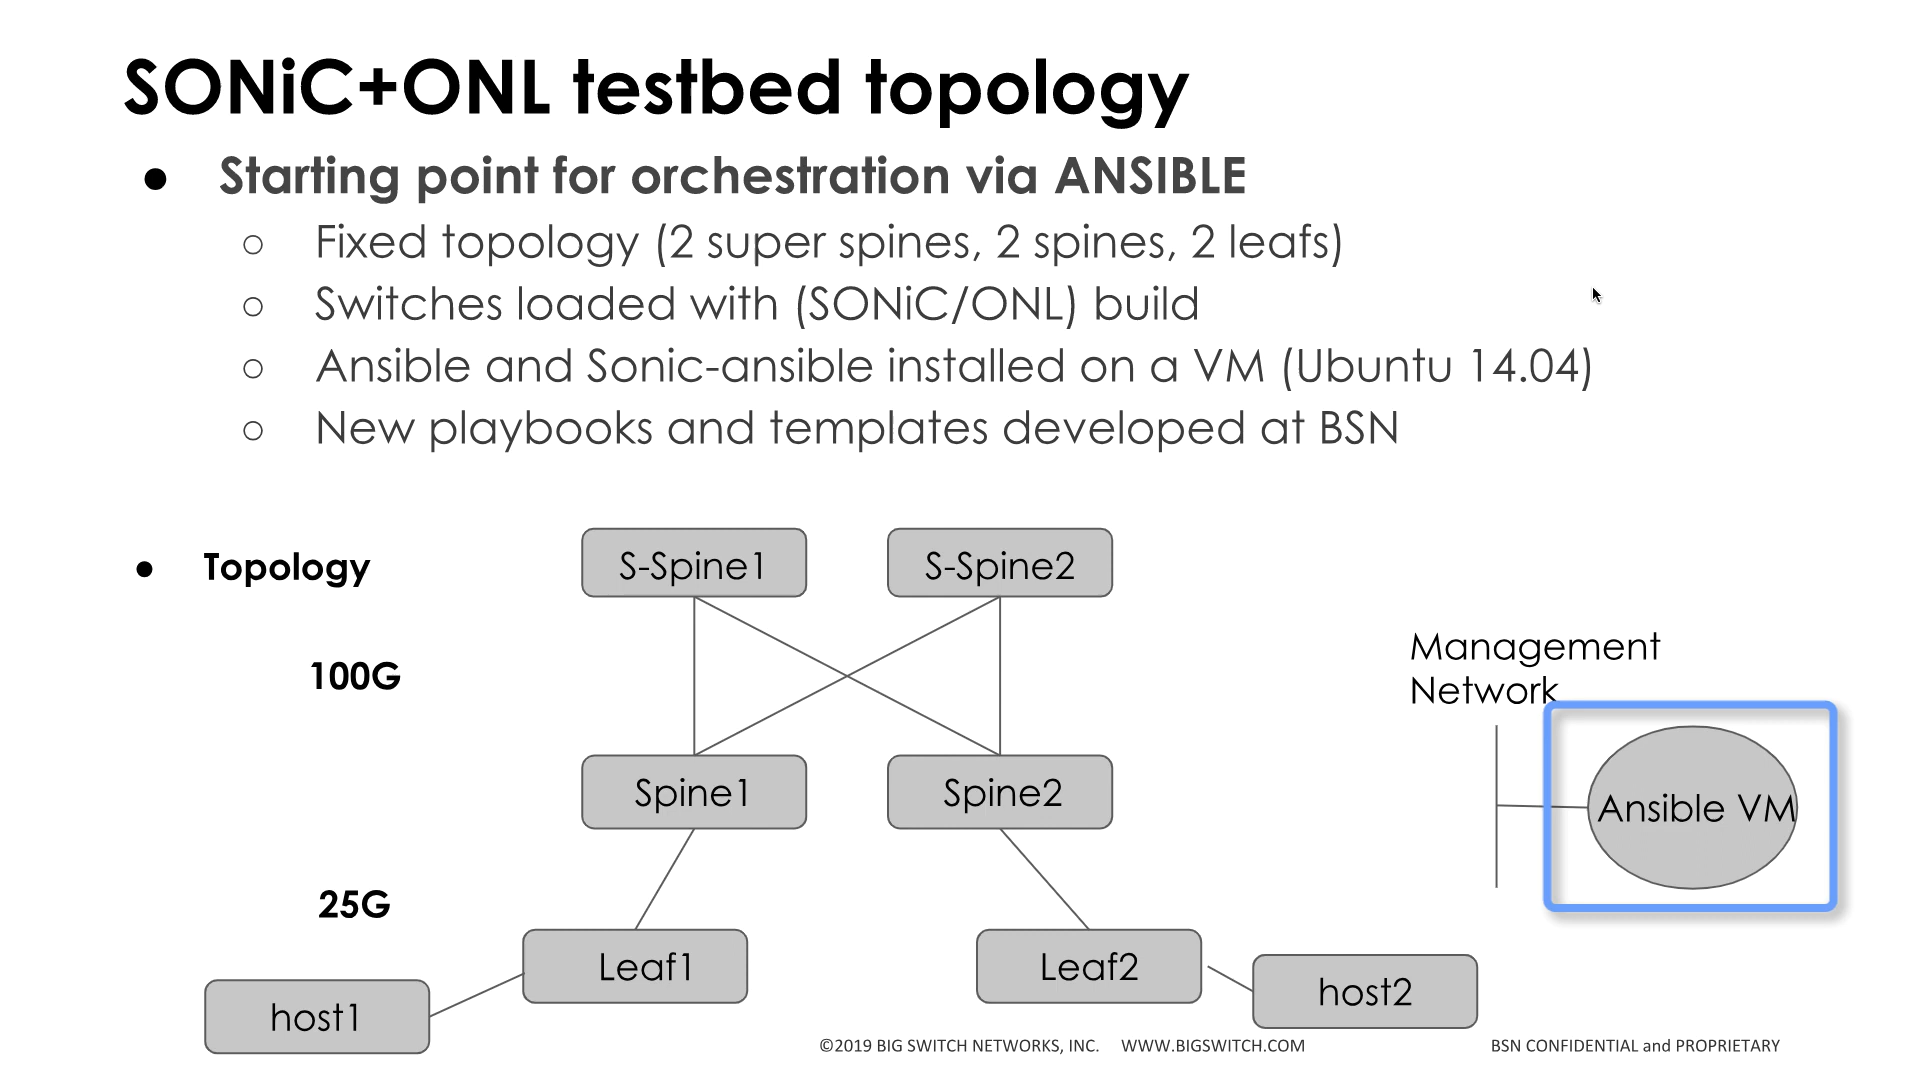 SONiC+ONL testbed topology
● Starting point for orchestration via ANSIBLE
○ Fixed topology (2 super spines, 2 spines, 2 leafs)
○ Switches loaded with (SONiC/ONL) build
○ Ansible and Sonic-ansible installed on a VM (Ubuntu 14.04)
○ New playbooks and templates developed at BSN
● Topology
S-Spine1
S-Spine2
100G
Management
Network
Spine1
Spine2
Ansible VM
25G
Leaf1
Leaf2
host1
host2
©2019 BIG SWITCH NETWORKS, INC. WWW.BIGSWITCH.COM
BSN CONFIDENTIAL and PROPRIETARY